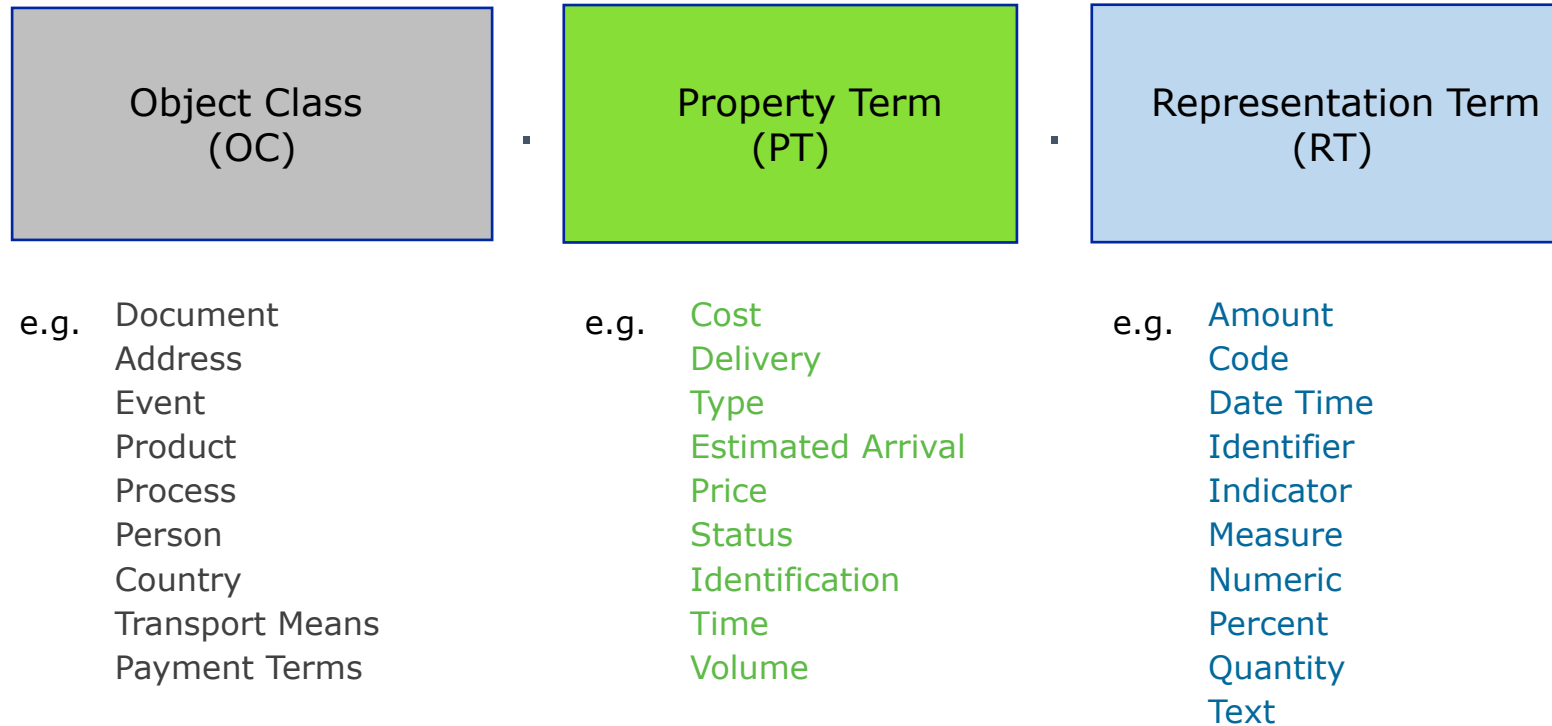 Object Class
(OC)
.
Property Term
(PT)
.
Representation Term
(RT)
e.g.
Document
Address
Event
Product
Process
Person
Country
Transport Means
Payment Terms
e.g.
Cost
Delivery
Type
Estimated Arrival
Price
Status
Identification
Time
Volume
e.g.
Amount
Code
Date Time
Identifier
Indicator
Measure
Numeric
Percent
Quantity
Text